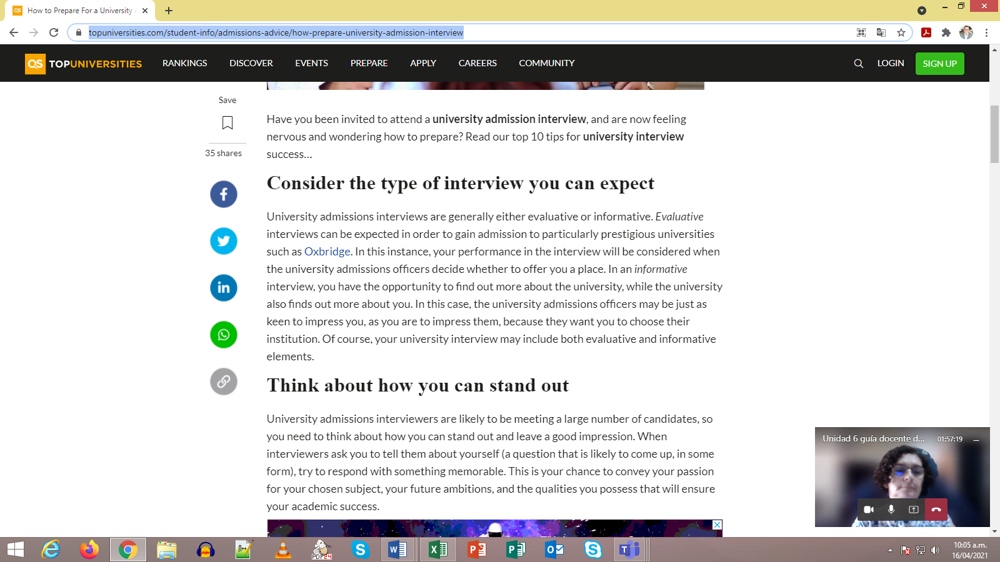 QS How to Prepare For a University
topuniversities.com/student-info/admissions-advice/how-prepare-university-admission-interview
QS TOPUNIVERSITIES RANKINGS DISCOVER EVENTS PREPARE APPLY CAREERS COMMUNITY LOGIN SIGN UP
Save
35 shares
Have you been invited to attend a university admission interview, and are now feeling
nervous and wondering how to prepare? Read our top 10 tips for university interview
success...
Consider the type of interview you can expect
University admissions interviews are generally either evaluative or informative. Evaluative
interviews can be expected in order to gain admission to particularly prestigious universities
such as Oxbridge. In this instance, your performance in the interview will be considered when
the university admissions officers decide whether to offer you a place. In an informative
interview, you have the opportunity to find out more about the university, while the university
also finds out more about you. In this case, the university admissions officers may be just as
keen to impress you, as you are to impress them, because they want you to choose their
institution. Of course, your university interview may include both evaluative and informative
elements.
Think about how you can stand out
University admissions interviewers are likely to be meeting a large number of candidates, so
you need to think about how you can stand out and leave a good impression. When
interviewers ask you to tell them about yourself (a question that is likely to come up, in some
form), try to respond with something memorable. This is your chance to convey your passion
for your chosen subject, your future ambitions, and the qualities you possess that will ensure
your academic success.
Unidad 6 guía docente d... 01:57:19
PDF24
10:05 a.m.
16/04/2021